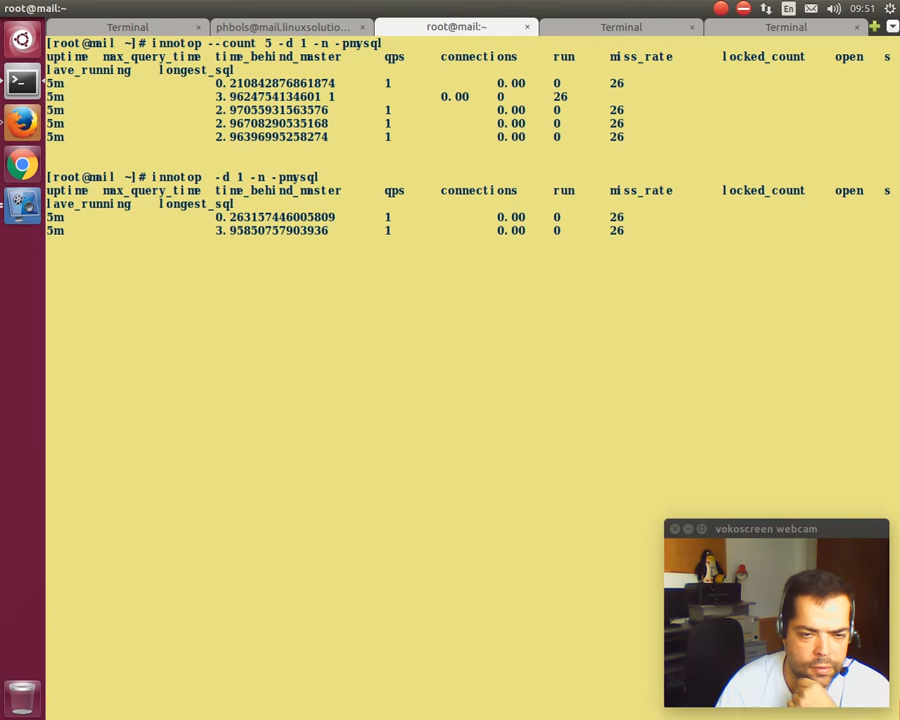 root@mail:~
En
09:51
Terminal
phbols@mail.linuxsolutio...
root@mail:~
Terminal
Terminal
[root@mail ~]# innotop --count 5 -d 1 -n -pmysql
uptime max_query_time time_behind_master qps connections run miss_rate locked_count open s
lave_running longest_sql
5m 0.210842876861874 1 0.00 0 26
5m 3.9624754134601 1 0.00 0 26
5m 2.97055931563576 1 0.00 0 26
5m 2.96708290535168 1 0.00 0 26
5m 2.96396995258274 1 0.00 0 26
[root@mail ~]# innotop -d 1 -n -pmysql
uptime max_query_time time_behind_master qps connections run miss_rate locked_count open s
lave_running longest_sql
5m 0.263157446005809 1 0.00 0 26
5m 3.95850757903936 1 0.00 0 26
vokoscreen webcam